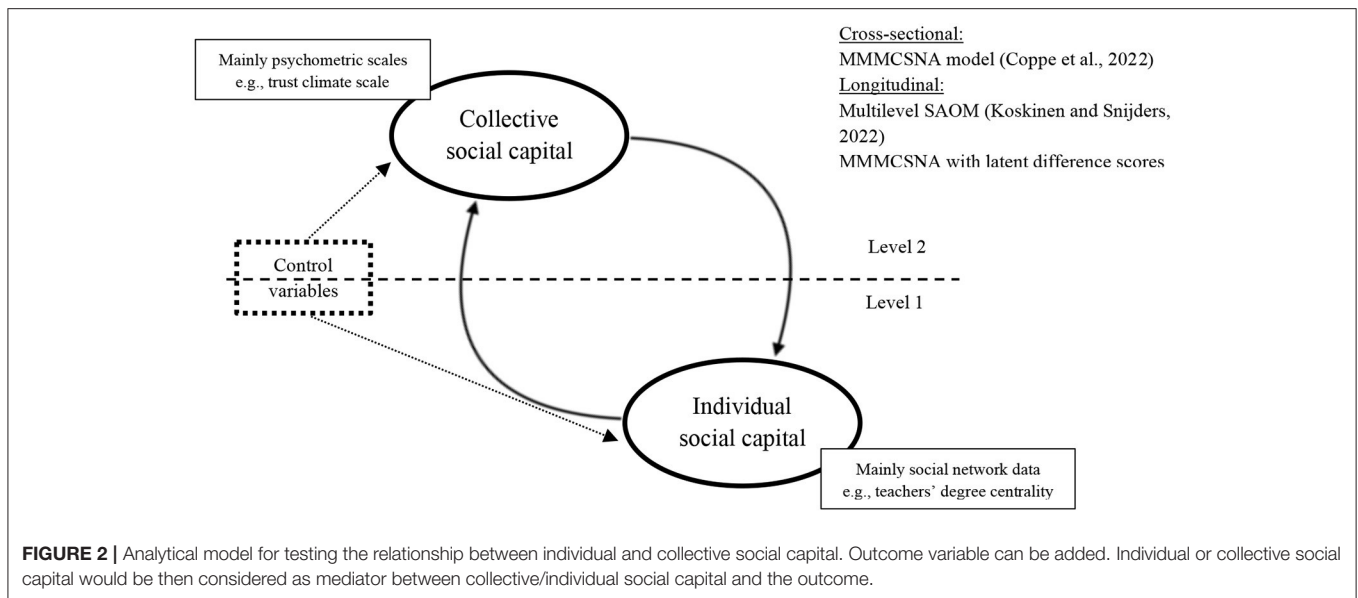 Mainly psychometric scales
e.g., trust climate scale
Collective
social capital
Cross-sectional:
MMMCSNA model (Coppe et al., 2022)
Longitudinal:
Multilevel SAOM (Koskinen and Snijders,
2022)
MMMCSNA with latent difference scores
Control
variables
Level 2
Level 1
Individual
social capital
Mainly social network data
e.g., teachers’ degree centrality
FIGURE 2 | Analytical model for testing the relationship between individual and collective social capital. Outcome variable can be added. Individual or collective social
capital would be then considered as mediator between collective/individual social capital and the outcome.